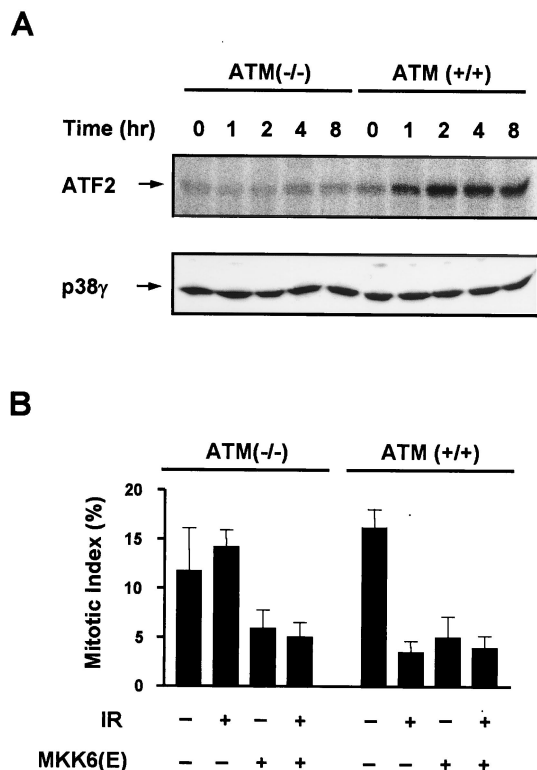 A
ATM(-/-) ATM (+/+)
Time (hr) 0 1 2 4 8 0 1 2 4 8
ATF2
p38γ
B
ATM(-/-) ATM (+/+)
20
15
10
5
0
Mitotic Index (%)
IR − + − + − + − +
MKK6(E) − − + + − − + +